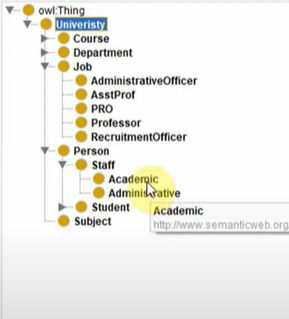 owl:Thing
Univeristy
Course
Department
Job
AdministrativeOfficer
AsstProf
PRO
Professor
RecruitmentOfficer
Person
Staff
Academic
Administrative
Student
Academic
Subject
http://www.semanticweb.org